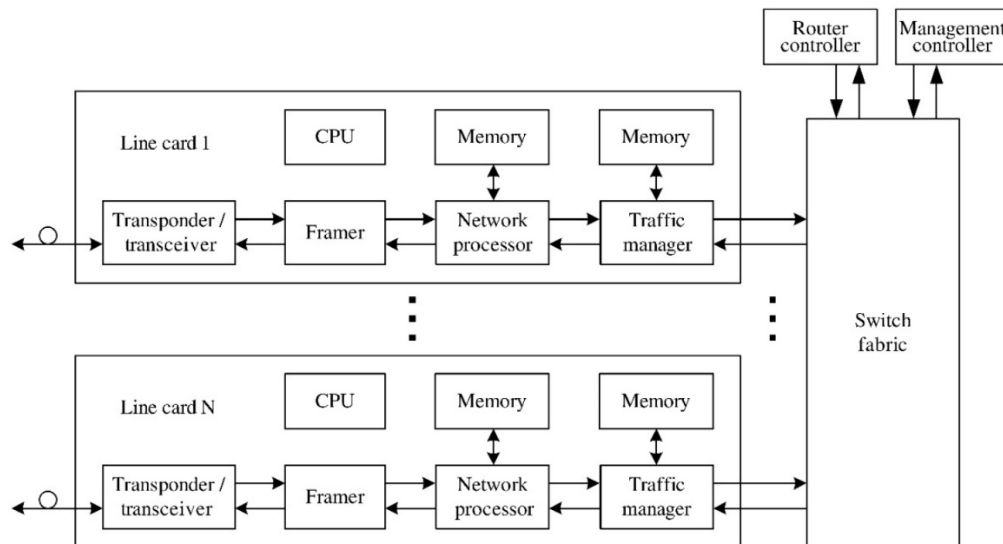 Router
controller
Management
controller
Line card 1
CPU
Memory
Memory
Transponder /
transceiver
Framer
Network
processor
Traffic
manager
Switch
fabric
Line card N
CPU
Memory
Memory
Transponder /
transceiver
Framer
Network
processor
Traffic
manager